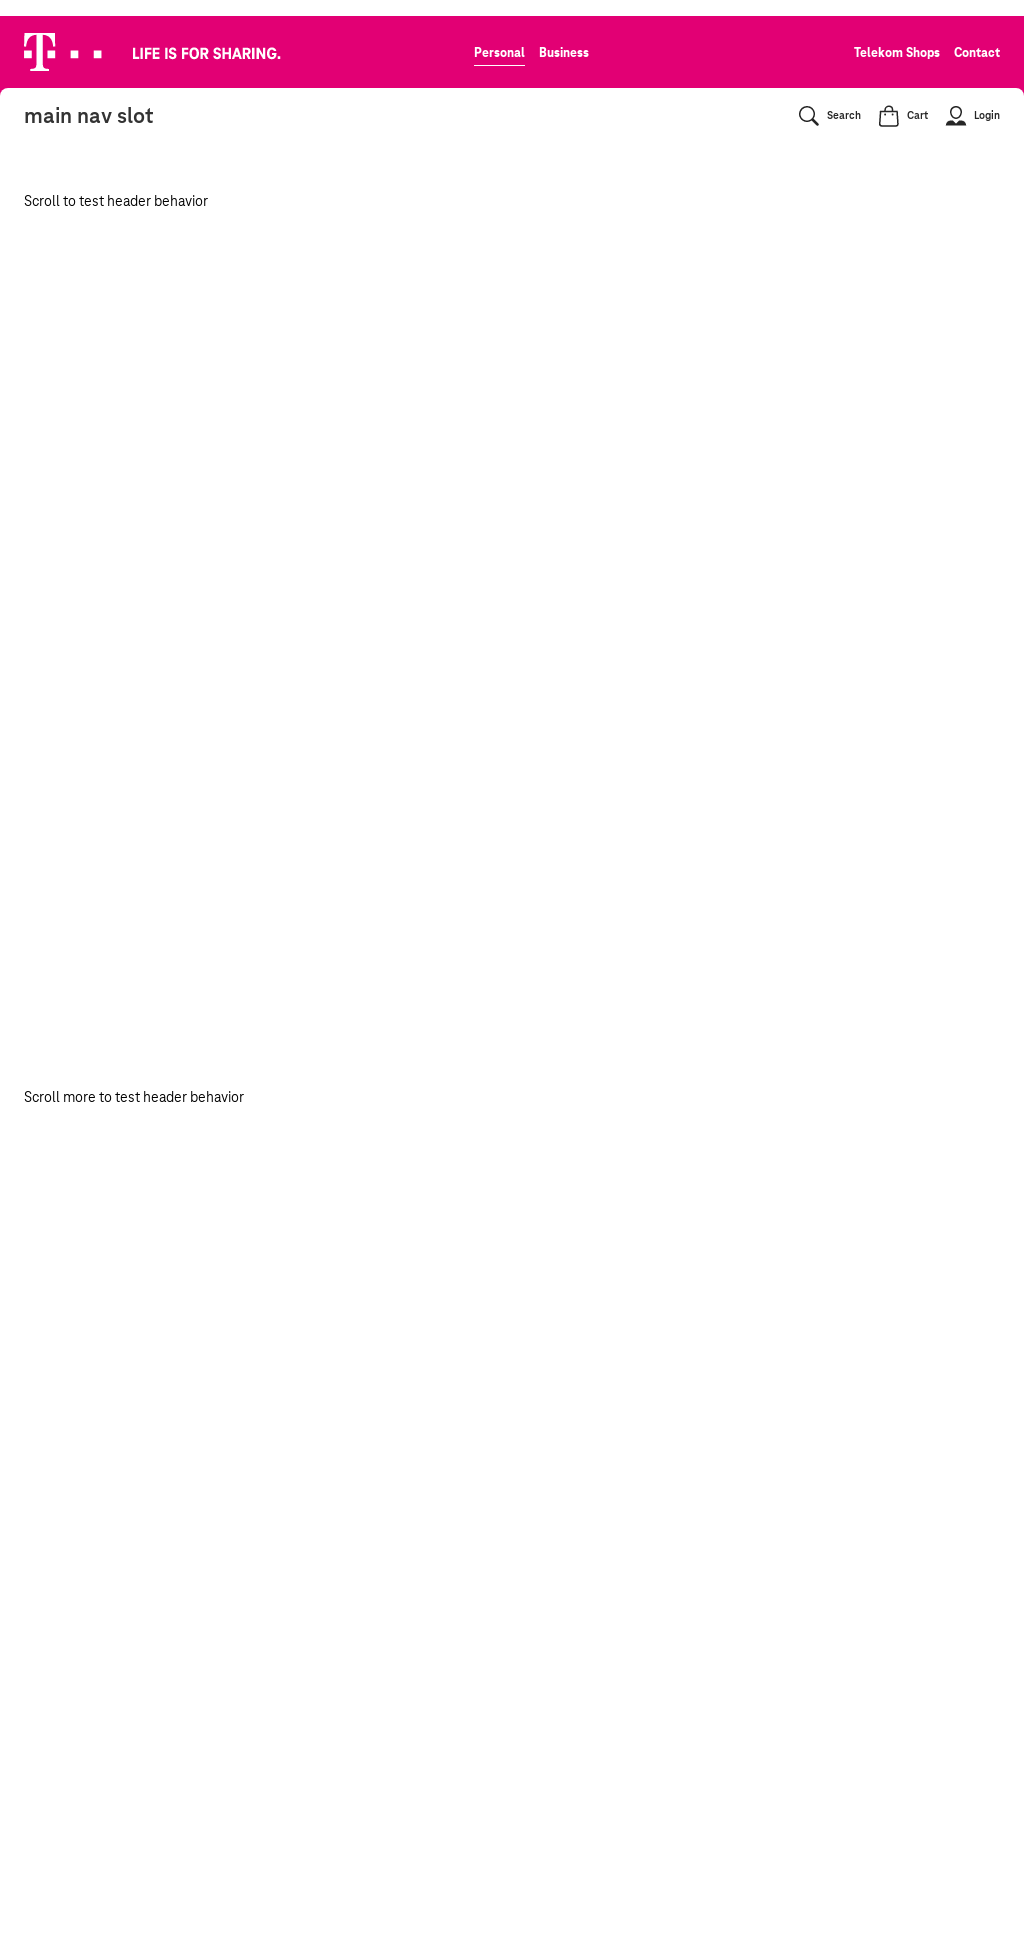 T
LIFE IS FOR SHARING.
Personal Business
Telekom Shops Contact
main nav slot
Search Cart Login
Scroll to test header behavior
Scroll more to test header behavior